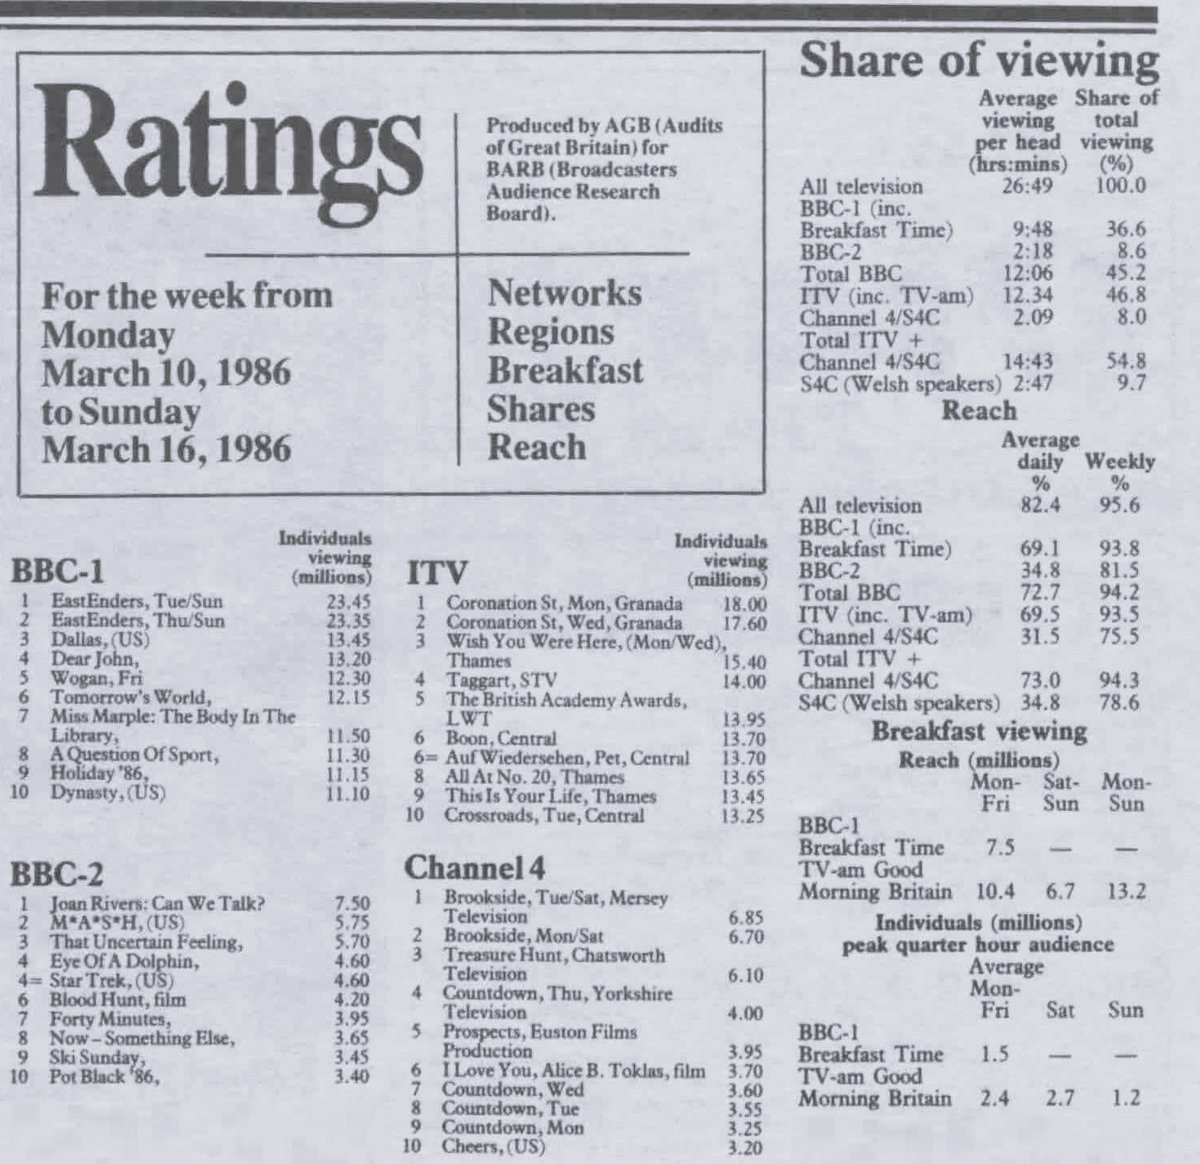 Ratings
Produced by AGB (Audits
of Great Britain) for
BARB (Broadcasters
Audience Research
Board).
For the week from
Monday
March 10, 1986
to Sunday
March 16, 1986
Networks
Regions
Breakfast
Shares
Reach
Individuals
viewing
BBC-1 (millions)
1 EastEnders, Tue/Sun 23.45
2 EastEnders, Thu/Sun 23.35
3 Dallas, (US) 13.45
4 Dear John, 13.20
5 Wogan, Fri 12.30
6 Tomorrow's World, 12.15
7 Miss Marple: The Body In The
Library, 11.50
8 A Question Of Sport, 11.30
9 Holiday '86, 11.15
10 Dynasty, (US) 11.10
BBC-2
1 Joan Rivers: Can We Talk? 7.50
2 M*A*S*H, (US) 5.75
3 That Uncertain Feeling, 5.70
4 Eye Of A Dolphin, 4.60
4= Star Trek, (US) 4.60
6 Blood Hunt, film 4.20
7 Forty Minutes, 3.95
8 Now – Something Else, 3.65
9 Ski Sunday, 3.45
10 Pot Black '86, 3.40
Individuals
viewing
ITV (millions)
1 Coronation St, Mon, Granada 18.00
2 Coronation St, Wed, Granada 17.60
3 Wish You Were Here, (Mon/Wed),
Thames 15.40
4 Taggart, STV 14.00
5 The British Academy Awards,
LWT 13.95
6 Boon, Central 13.70
6= Auf Wiedersehen, Pet, Central 13.70
8 All At No. 20, Thames 13.65
9 This Is Your Life, Thames 13.45
10 Crossroads, Tue, Central 13.25
Channel 4
1 Brookside, Tue/Sat, Mersey
Television 6.85
2 Brookside, Mon/Sat 6.70
3 Treasure Hunt, Chatsworth
Television 6.10
4 Countdown, Thu, Yorkshire
Television 4.00
5 Prospects, Euston Films
Production 3.95
6 I Love You, Alice B. Toklas, film 3.70
7 Countdown, Wed 3.60
8 Countdown, Tue 3.55
9 Countdown, Mon 3.25
10 Cheers, (US) 3.20
Share of viewing
Average Share of
viewing total
per head viewing
(hrs:mins) (%)
All television 26:49 100.0
BBC-1 (inc.
Breakfast Time) 9:48 36.6
BBC-2 2:18 8.6
Total BBC 12:06 45.2
ITV (inc. TV-am) 12.34 46.8
Channel 4/S4C 2.09 8.0
Total ITV +
Channel 4/S4C 14:43 54.8
S4C (Welsh speakers) 2:47 9.7
Reach
Average
daily Weekly
% %
All television 82.4 95.6
BBC-1 (inc.
Breakfast Time) 69.1 93.8
BBC-2 34.8 81.5
Total BBC 72.7 94.2
ITV (inc. TV-am) 69.5 93.5
Channel 4/S4C 31.5 75.5
Total ITV +
Channel 4/S4C 73.0 94.3
S4C (Welsh speakers) 34.8 78.6
Breakfast viewing
Reach (millions)
Mon- Sat- Mon-
Fri Sun Sun
BBC-1
Breakfast Time 7.5 — —
TV-am Good
Morning Britain 10.4 6.7 13.2
Individuals (millions)
peak quarter hour audience
Average
Mon-
Fri Sat Sun
BBC-1
Breakfast Time 1.5 — —
TV-am Good
Morning Britain 2.4 2.7 1.2